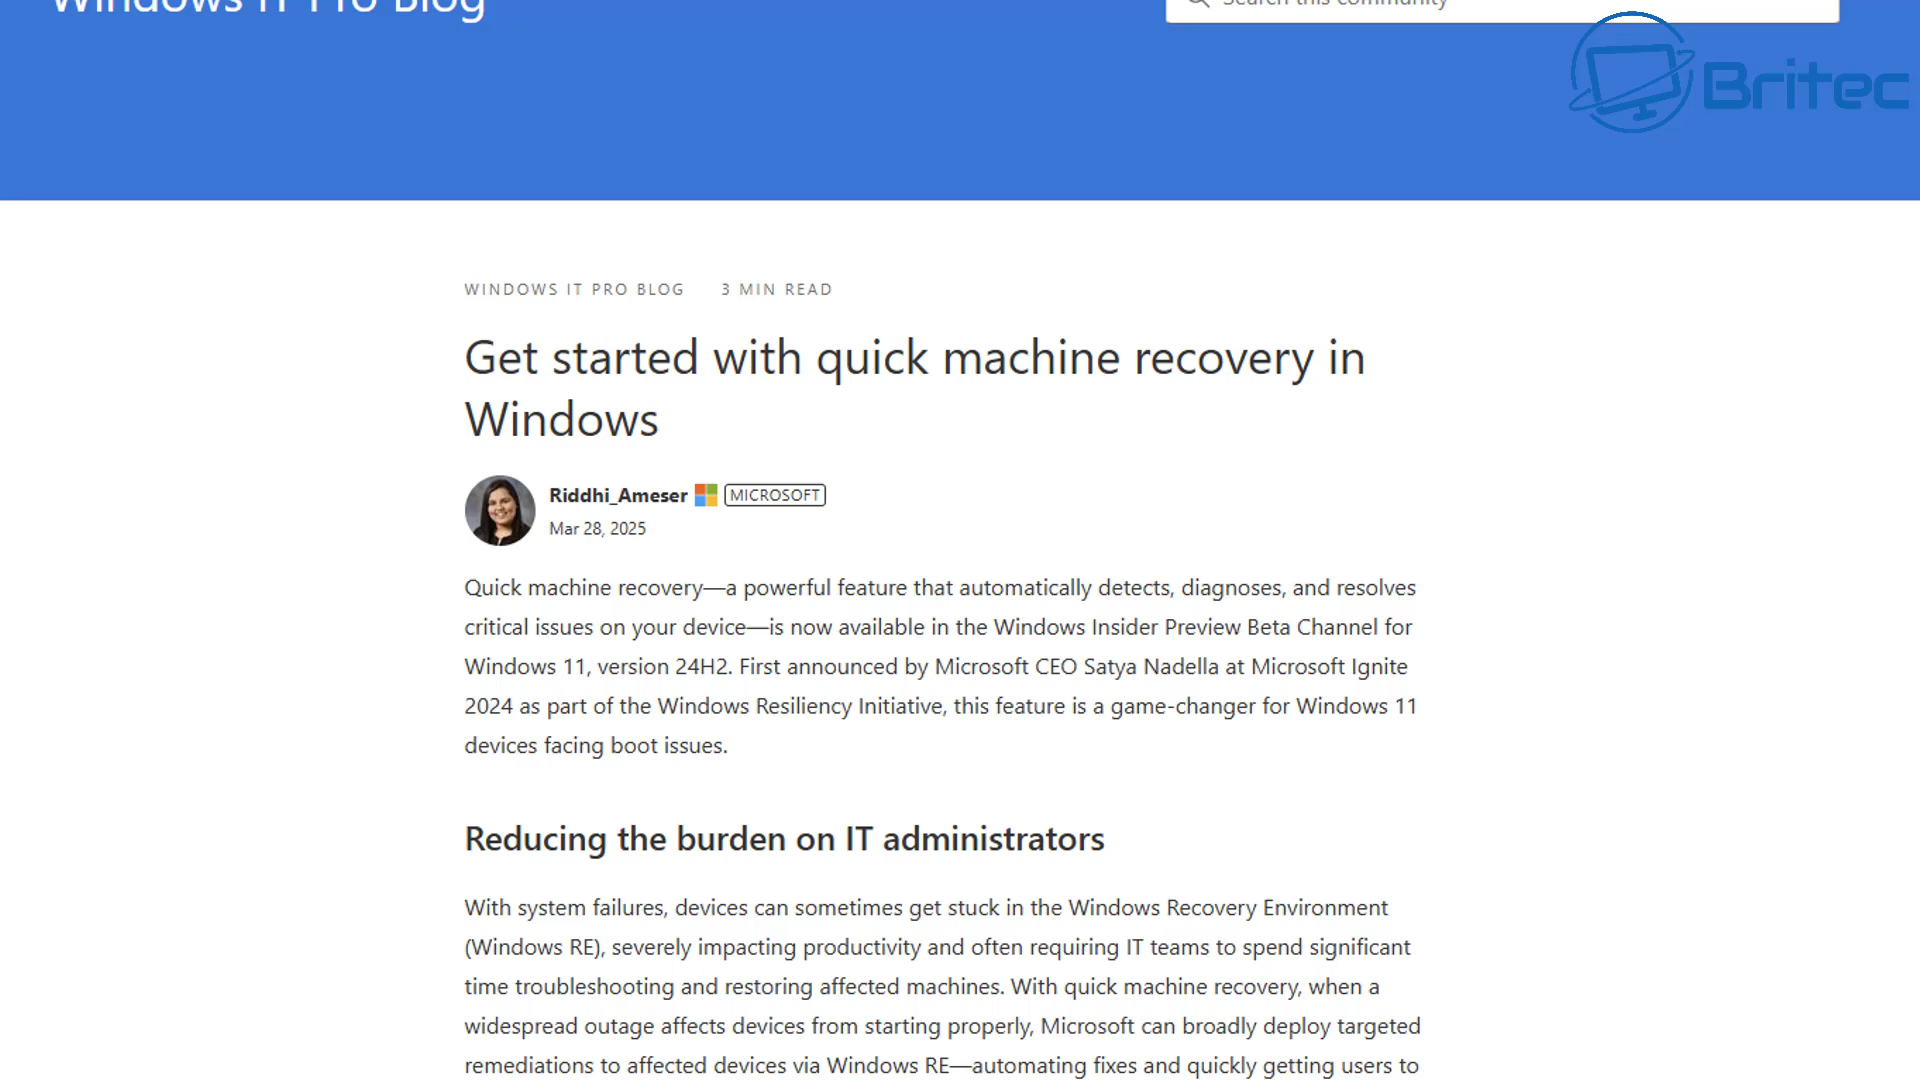 Windows IT Pro Blog
Search this community
Britec
WINDOWS IT PRO BLOG 3 MIN READ
Get started with quick machine recovery in
Windows
Riddhi_Ameser MICROSOFT
Mar 28, 2025
Quick machine recovery—a powerful feature that automatically detects, diagnoses, and resolves
critical issues on your device—is now available in the Windows Insider Preview Beta Channel for
Windows 11, version 24H2. First announced by Microsoft CEO Satya Nadella at Microsoft Ignite
2024 as part of the Windows Resiliency Initiative, this feature is a game-changer for Windows 11
devices facing boot issues.
Reducing the burden on IT administrators
With system failures, devices can sometimes get stuck in the Windows Recovery Environment
(Windows RE), severely impacting productivity and often requiring IT teams to spend significant
time troubleshooting and restoring affected machines. With quick machine recovery, when a
widespread outage affects devices from starting properly, Microsoft can broadly deploy targeted
remediations to affected devices via Windows RE—automating fixes and quickly getting users to